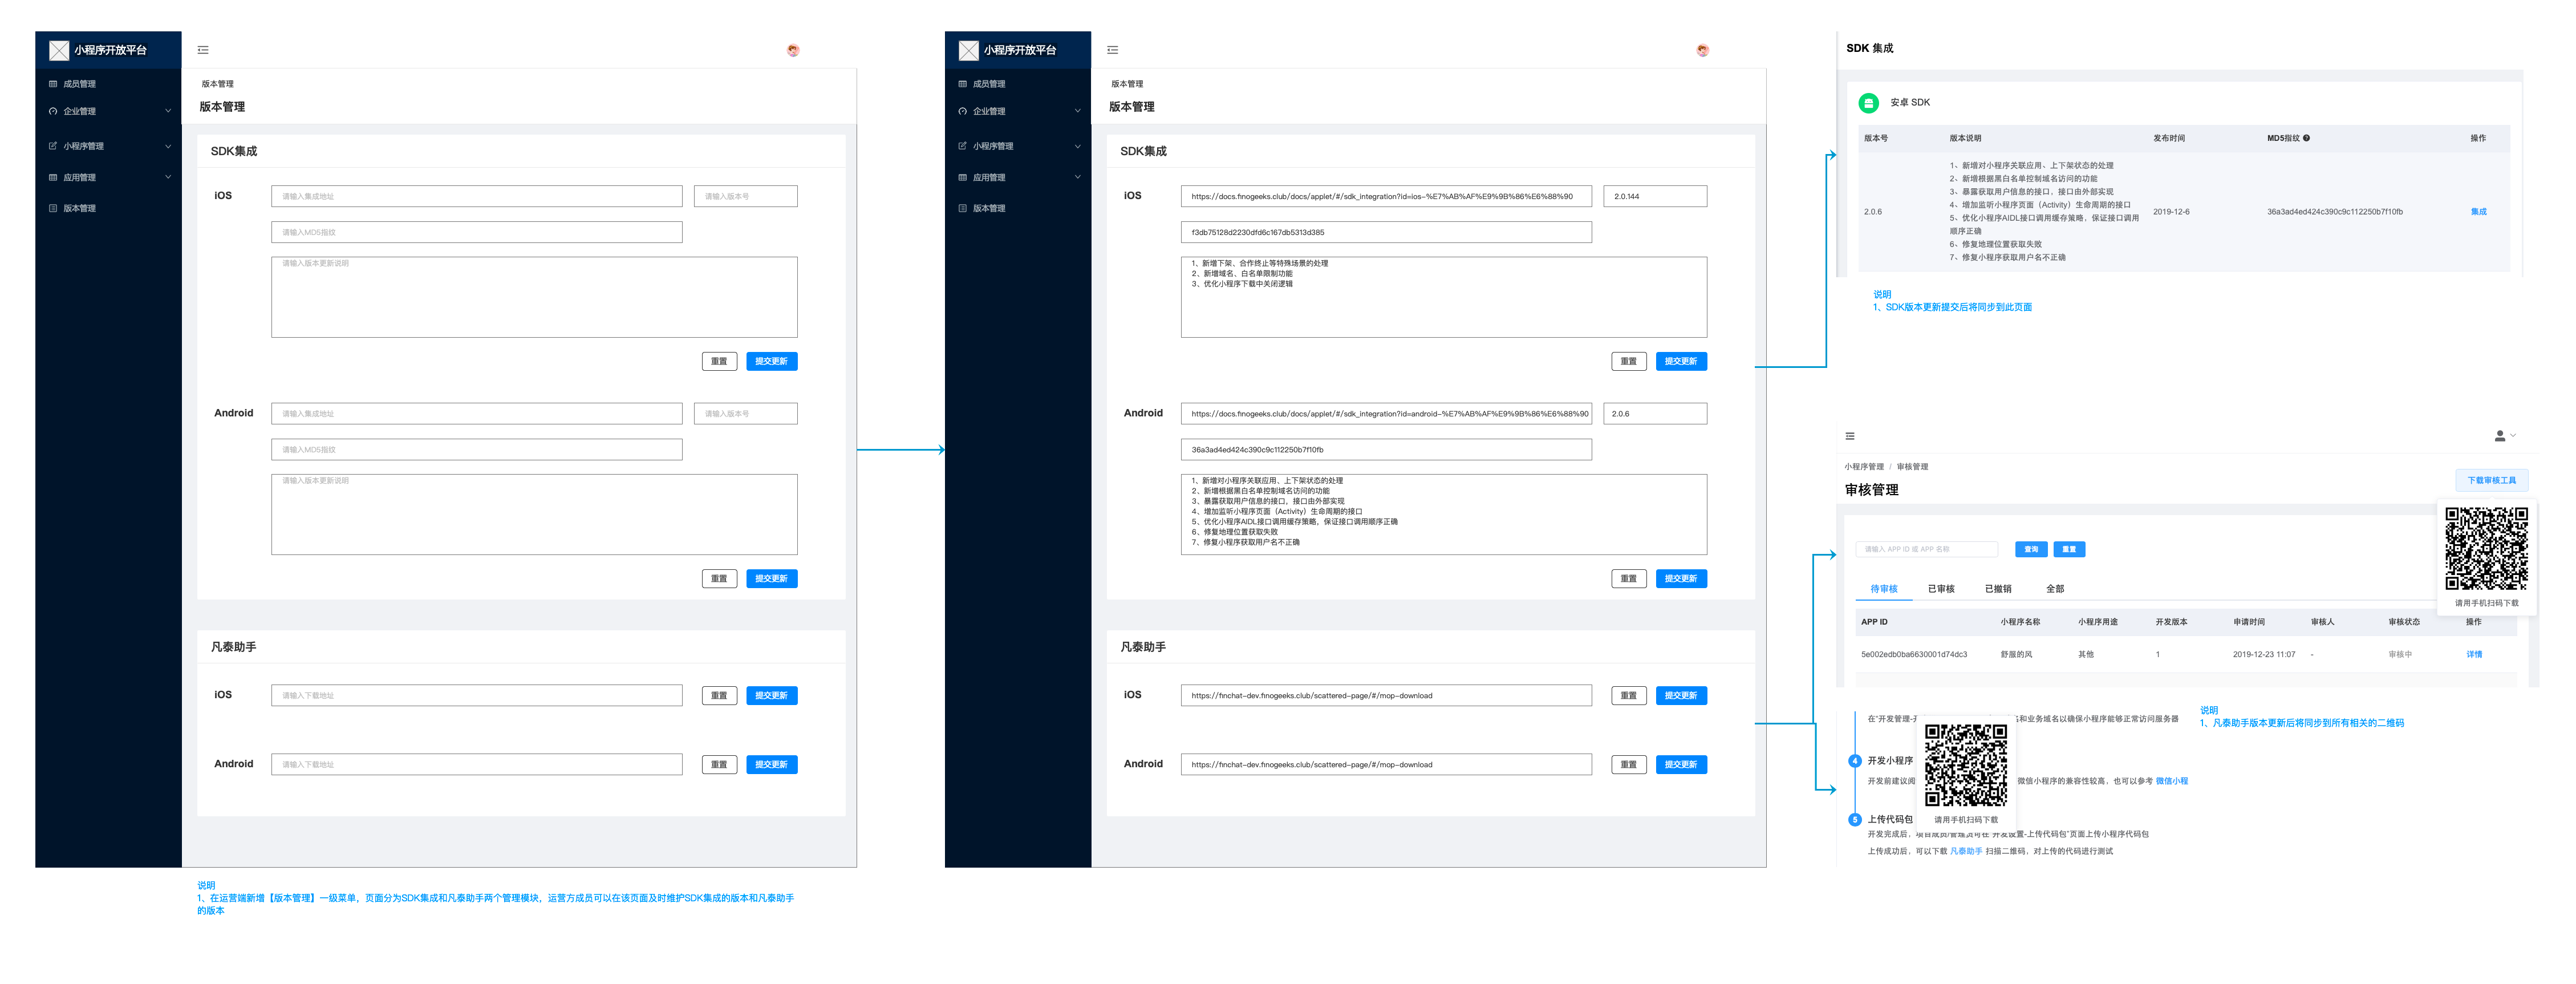 小程序开放平台
成员管理
企业管理
小程序管理
应用管理
版本管理
版本管理
版本管理
SDK集成
iOS
请输入集成地址
请输入版本号
请输入MD5指纹
请输入版本更新说明
重置
提交更新
Android
请输入集成地址
请输入版本号
请输入MD5指纹
请输入版本更新说明
重置
提交更新
凡泰助手
iOS
请输入下载地址
重置
提交更新
Android
请输入下载地址
重置
提交更新
说明
1、在运营端新增【版本管理】一级菜单，页面分为SDK集成和凡泰助手两个管理模块，运营方成员可以在该页面及时维护SDK集成的版本和凡泰助手
的版本
小程序开放平台
成员管理
企业管理
小程序管理
应用管理
版本管理
版本管理
版本管理
SDK集成
iOS
https://docs.finogeeks.club/docs/applet/#/sdk_integration?id=ios-%E7%AB%AF%E9%9B%86%E6%88%90
2.0.144
f3db75128d2230dfd6c167db5313d385
1、新增下架、合作终止等特殊场景的处理
2、新增域名、白名单限制功能
3、优化小程序下载中关闭逻辑
重置
提交更新
Android
https://docs.finogeeks.club/docs/applet/#/sdk_integration?id=android-%E7%AB%AF%E9%9B%86%E6%88%90
2.0.6
36a3ad4ed424c390c9c112250b7f10fb
1、新增对小程序关联应用、上下架状态的处理
2、新增根据黑白名单控制域名访问的功能
3、暴露获取用户信息的接口，接口由外部实现
4、增加监听小程序页面（Activity）生命周期的接口
5、优化小程序AIDL接口调用缓存策略，保证接口调用顺序正确
6、修复地理位置获取失败
7、修复小程序获取用户名不正确
重置
提交更新
凡泰助手
iOS
https://finchat-dev.finogeeks.club/scattered-page/#/mop-download
重置
提交更新
Android
https://finchat-dev.finogeeks.club/scattered-page/#/mop-download
重置
提交更新
SDK 集成
安卓 SDK
版本号 版本说明 发布时间 MD5指纹 操作
1、新增对小程序关联应用、上下架状态的处理
2、新增根据黑白名单控制域名访问的功能
3、暴露获取用户信息的接口，接口由外部实现
4、增加监听小程序页面（Activity）生命周期的接口
2.0.6
5、优化小程序AIDL接口调用缓存策略，保证接口调用
顺序正确
6、修复地理位置获取失败
7、修复小程序获取用户名不正确
2019-12-6
36a3ad4ed424c390c9c112250b7f10fb
集成
说明
1、SDK版本更新提交后将同步到此页面
小程序管理 / 审核管理
审核管理
下载审核工具
请用手机扫码下载
请输入 APP ID 或 APP 名称
查询
重置
待审核 已审核 已撤销 全部
APP ID 小程序名称 小程序用途 开发版本 申请时间 审核人 审核状态 操作
5e002edb0ba6630001d74dc3 舒服的风 其他 1 2019-12-23 11:07 - 审核中 详情
说明
1、凡泰助手版本更新后将同步到所有相关的二维码
在"开发管理- 名和业务域名以确保小程序能够正常访问服务器
4 开发小程序
开发前建议阅 微信小程序的兼容性较高，也可以参考 微信小程
请用手机扫码下载
5 上传代码包
开发完成后，项目成员/管理员可在"开发设置-上传代码包"页面上传小程序代码包
上传成功后，可以下载 凡泰助手 扫描二维码，对上传的代码进行测试